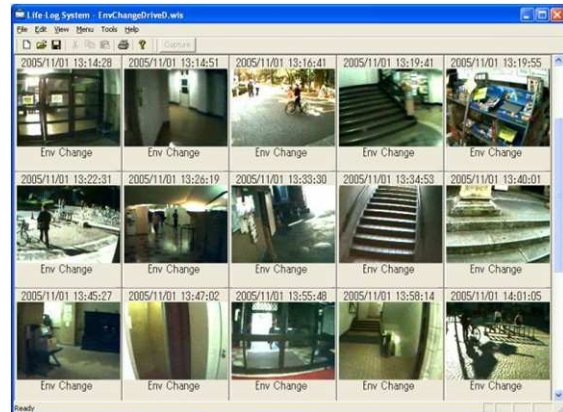 Life-Log System - EnvChangeDriveD.wls
File Edit View Menu Tools Help
Capture
2005/11/01 13:14:28 2005/11/01 13:14:51 2005/11/01 13:16:41 2005/11/01 13:19:41 2005/11/01 13:19:55
Env Change Env Change Env Change Env Change Env Change
2005/11/01 13:22:31 2005/11/01 13:26:19 2005/11/01 13:33:30 2005/11/01 13:34:53 2005/11/01 13:40:01
Env Change Env Change Env Change Env Change Env Change
2005/11/01 13:45:27 2005/11/01 13:47:02 2005/11/01 13:55:48 2005/11/01 13:58:14 2005/11/01 14:01:05
Env Change Env Change Env Change Env Change Env Change
Ready